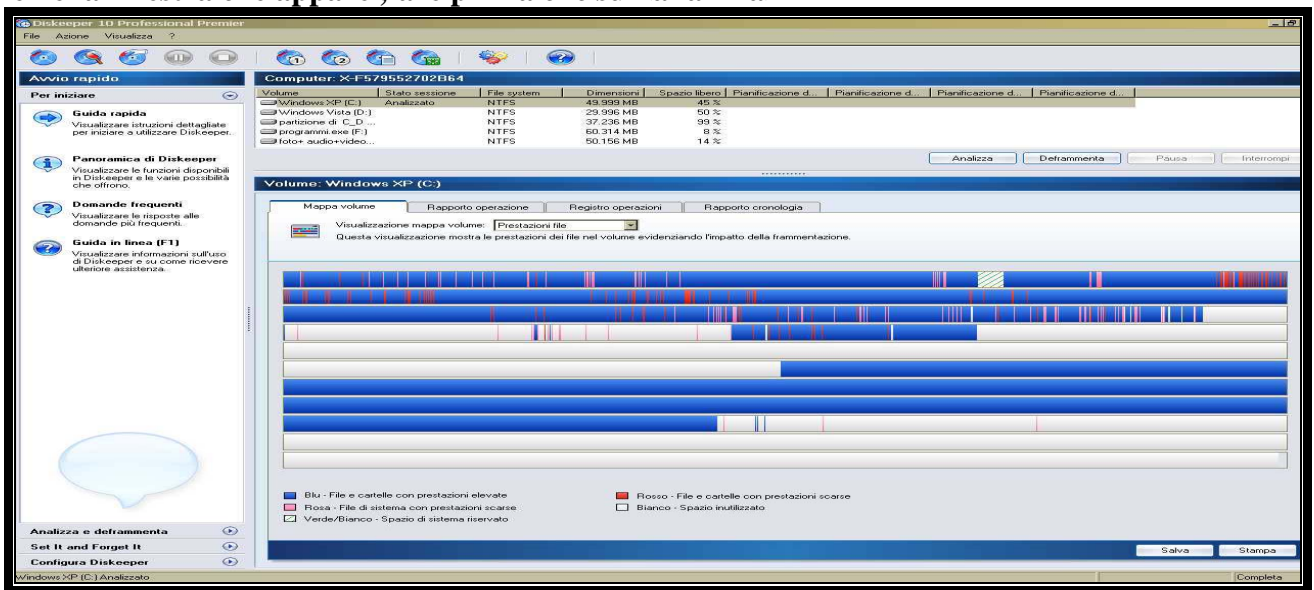 Diskeeper 10 Professional Premier
File Azione Visualizza ?
Avvio rapido
Per iniziare
Guida rapida
Visualizzare istruzioni dettagliate
per iniziare a utilizzare Diskeeper.
Panoramica di Diskeeper
Visualizzare le funzioni disponibili
in Diskeeper e le varie possibilità
che offrono.
Domande frequenti
Visualizzare le risposte alle
domande più frequenti.
Guida in linea (F1)
Visualizzare informazioni sull'uso
di Diskeeper e su come ricevere
ulteriore assistenza.
Analizza e deframmenta
Set It and Forget It
Configura Diskeeper
Computer: X-F579552702B64
Volume Stato sessione File system Dimensioni Spazio libero Pianificazione d... Pianificazione d... Pianificazione d... Pianificazione d...
Windows XP (C:) Analizzato NTFS 49.999 MB 45 %
Windows Vista (D:) NTFS 29.996 MB 50 %
partizione di C_D ... NTFS 37.236 MB 99 %
programmi.exe (F:) NTFS 60.314 MB 8 %
foto+ audio+video... NTFS 50.156 MB 14 %
Analizza Deframmenta Pausa Interrompi
Volume: Windows XP (C:)
Mappa volume Rapporto operazione Registro operazioni Rapporto cronologia
Visualizzazione mappa volume: Prestazioni file
Questa visualizzazione mostra le prestazioni dei file nel volume evidenziando l'impatto della frammentazione.
Blu - File e cartelle con prestazioni elevate
Rosso - File e cartelle con prestazioni scarse
Rosa - File di sistema con prestazioni scarse
Bianco - Spazio inutilizzato
Verde/Bianco - Spazio di sistema riservato
Salva Stampa
Windows XP (C:) Analizzato
Completa